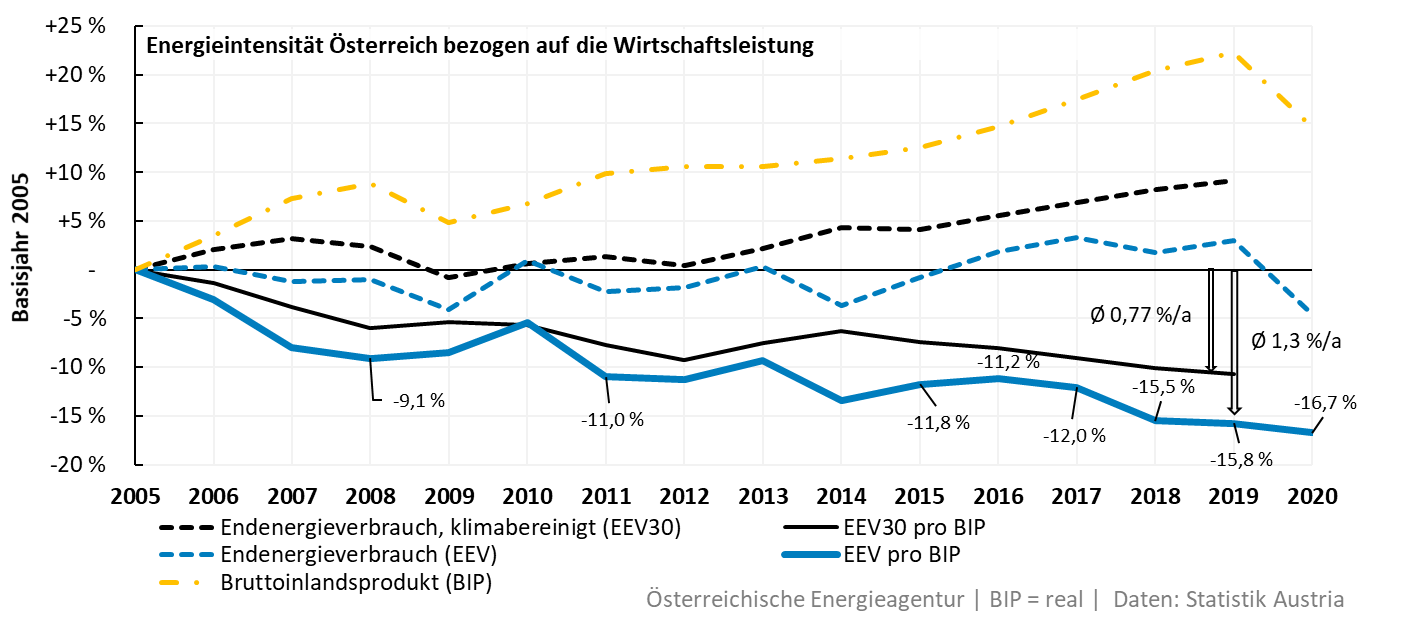 +25 %
Energieintensität Österreich bezogen auf die Wirtschaftsleistung
+20 %
+15 %
+10 %
+5 %
-
-5 %
-10 %
-15 %
-20 %
Basisjahr 2005
Ø 0,77 %/a
Ø 1,3 %/a
-9,1 %
-11,0 %
-11,8 %
-11,2 %
-12,0 %
-15,5 %
-15,8 %
-16,7 %
2005 2006 2007 2008 2009 2010 2011 2012 2013 2014 2015 2016 2017 2018 2019 2020
Endenergieverbrauch, klimabereinigt (EEV30) EEV30 pro BIP
Endenergieverbrauch (EEV) EEV pro BIP
Bruttoinlandsprodukt (BIP)
Österreichische Energieagentur | BIP = real | Daten: Statistik Austria